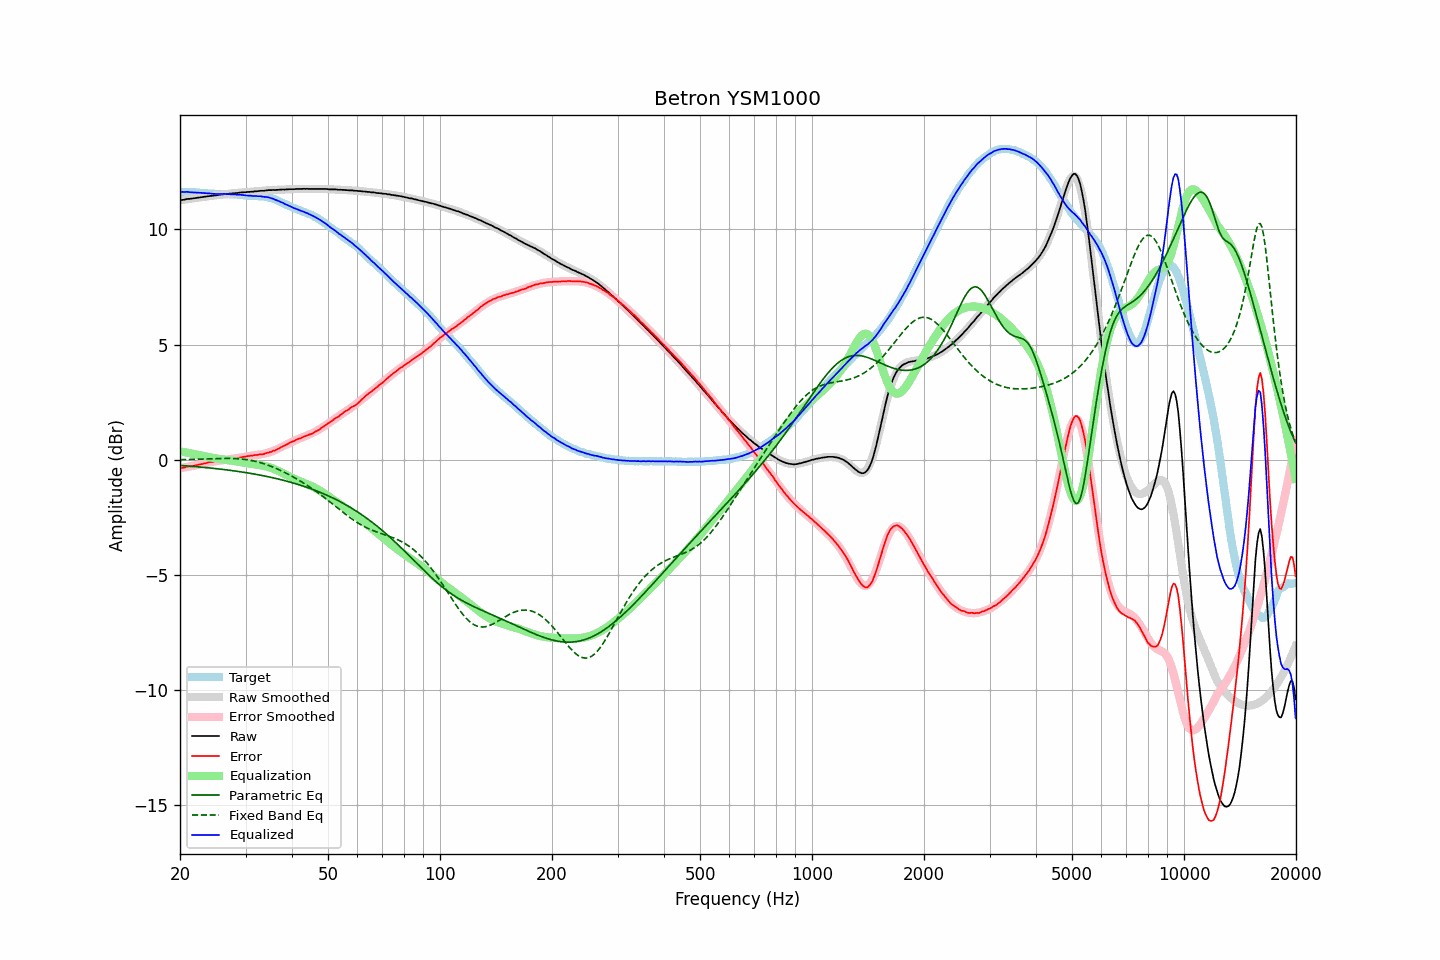 Betron YSM1000
Amplitude (dBr)
10
5
0
−5
−10
−15
Target
Raw Smoothed
Error Smoothed
Raw
Error
Equalization
Parametric Eq
Fixed Band Eq
Equalized
20 50 100 200 500 1000 2000 5000 10000 20000
Frequency (Hz)